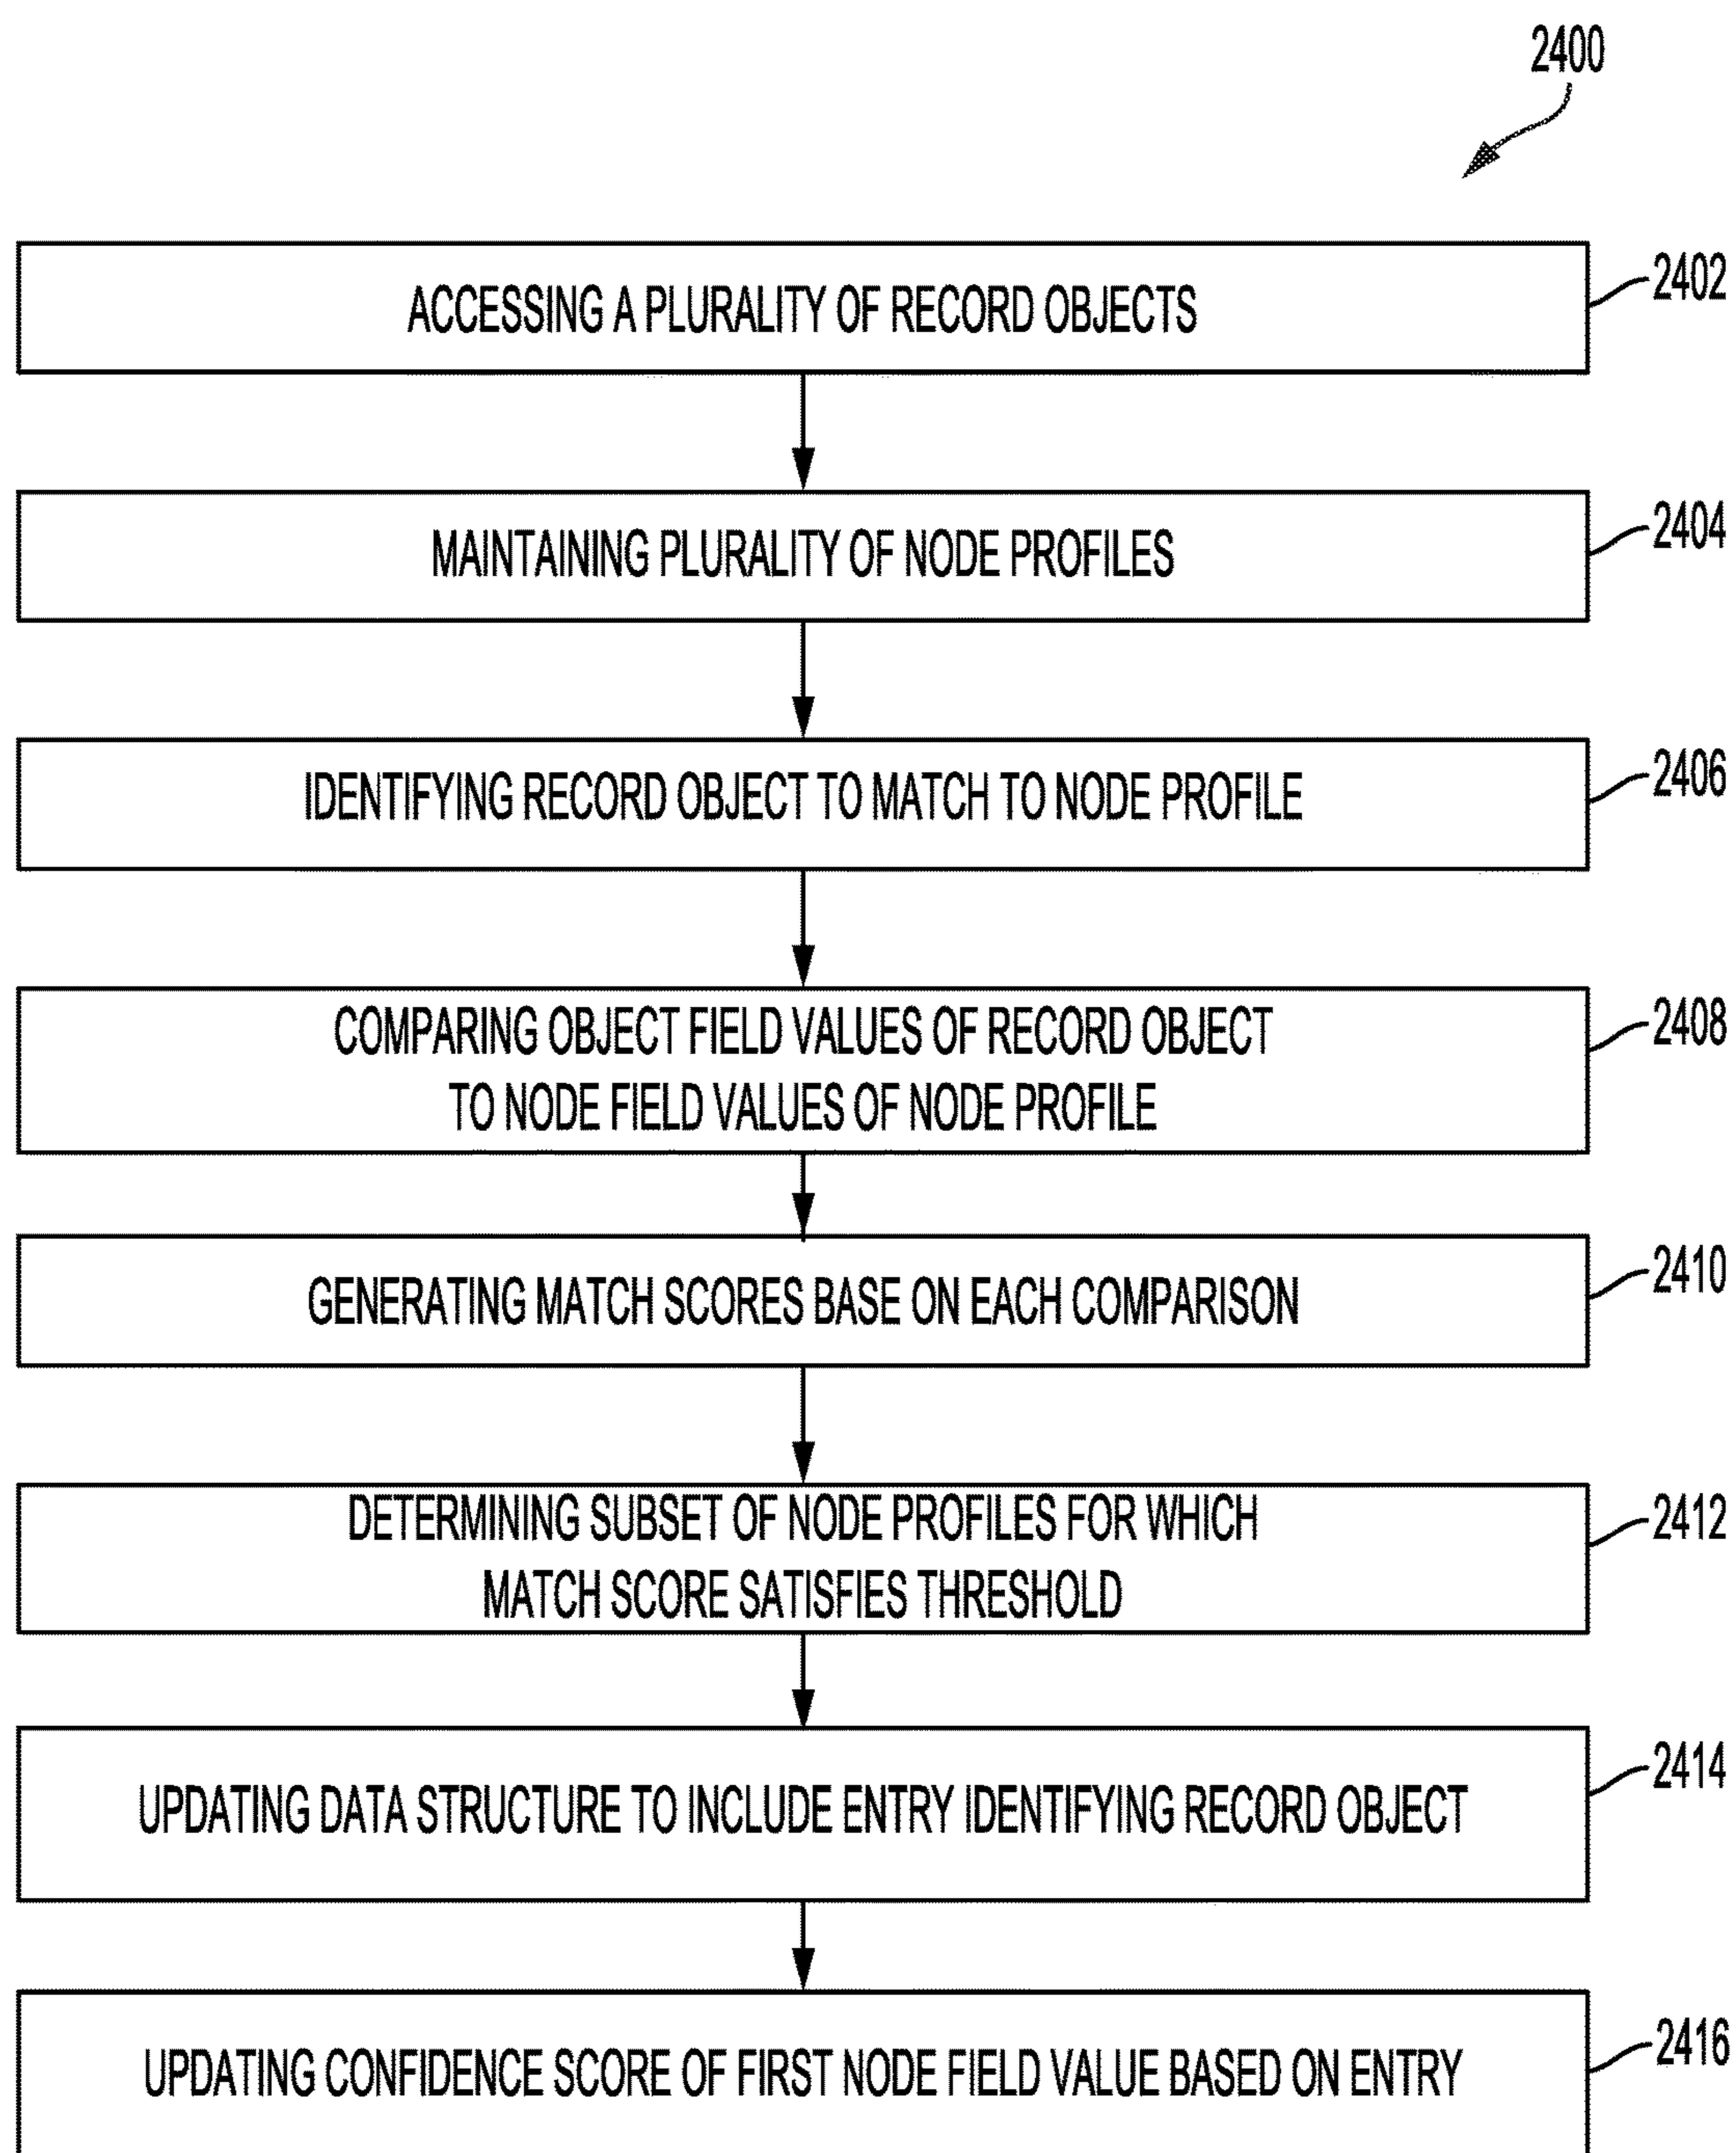 2400
ACCESSING A PLURALITY OF RECORD OBJECTS
2402
MAINTAINING PLURALITY OF NODE PROFILES
2404
IDENTIFYING RECORD OBJECT TO MATCH TO NODE PROFILE
2406
COMPARING OBJECT FIELD VALUES OF RECORD OBJECT
TO NODE FIELD VALUES OF NODE PROFILE
2408
GENERATING MATCH SCORES BASE ON EACH COMPARISON
2410
DETERMINING SUBSET OF NODE PROFILES FOR WHICH
MATCH SCORE SATISFIES THRESHOLD
2412
UPDATING DATA STRUCTURE TO INCLUDE ENTRY IDENTIFYING RECORD OBJECT
2414
UPDATING CONFIDENCE SCORE OF FIRST NODE FIELD VALUE BASED ON ENTRY
2416